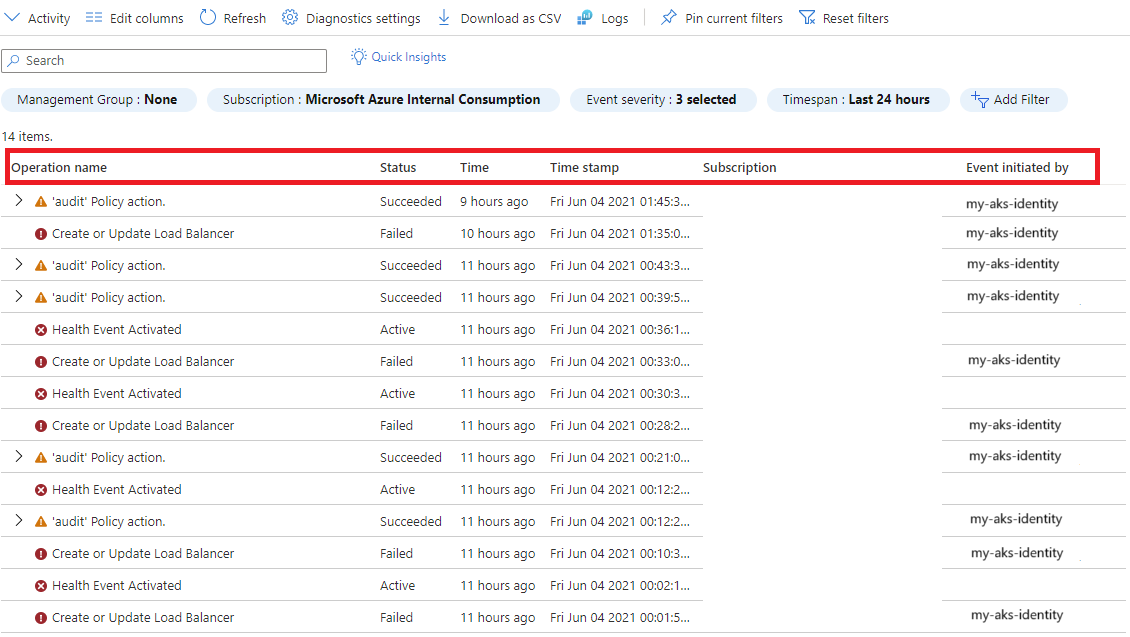 Activity Edit columns Refresh Diagnostics settings Download as CSV Logs Pin current filters Reset filters
Search Quick Insights
Management Group : None Subscription : Microsoft Azure Internal Consumption Event severity : 3 selected Timespan : Last 24 hours Add Filter
14 items.
Operation name Status Time Time stamp Subscription Event initiated by
'audit' Policy action. Succeeded 9 hours ago Fri Jun 04 2021 01:45:3... my-aks-identity
Create or Update Load Balancer Failed 10 hours ago Fri Jun 04 2021 01:35:0... my-aks-identity
'audit' Policy action. Succeeded 11 hours ago Fri Jun 04 2021 00:43:3... my-aks-identity
'audit' Policy action. Succeeded 11 hours ago Fri Jun 04 2021 00:39:5... my-aks-identity
Health Event Activated Active 11 hours ago Fri Jun 04 2021 00:36:1...
Create or Update Load Balancer Failed 11 hours ago Fri Jun 04 2021 00:33:0... my-aks-identity
Health Event Activated Active 11 hours ago Fri Jun 04 2021 00:30:3...
Create or Update Load Balancer Failed 11 hours ago Fri Jun 04 2021 00:28:2... my-aks-identity
'audit' Policy action. Succeeded 11 hours ago Fri Jun 04 2021 00:21:0... my-aks-identity
Health Event Activated Active 11 hours ago Fri Jun 04 2021 00:12:2...
'audit' Policy action. Succeeded 11 hours ago Fri Jun 04 2021 00:12:2... my-aks-identity
Create or Update Load Balancer Failed 11 hours ago Fri Jun 04 2021 00:10:3... my-aks-identity
Health Event Activated Active 11 hours ago Fri Jun 04 2021 00:02:1...
Create or Update Load Balancer Failed 11 hours ago Fri Jun 04 2021 00:01:5... my-aks-identity